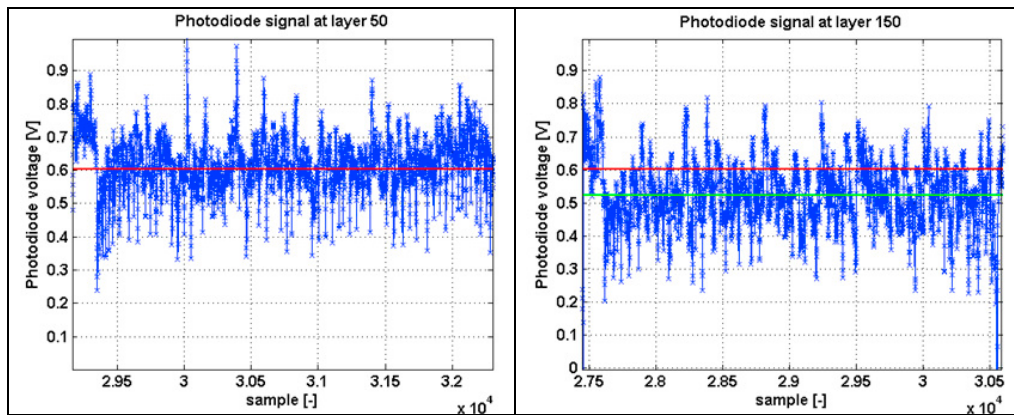 Photodiode signal at layer 50
Photodiode voltage [V]
0.9
0.8
0.7
0.6
0.5
0.4
0.3
0.2
0.1
2.95 3 3.05 3.1 3.15 3.2
sample [-]
x 10^4
Photodiode signal at layer 150
Photodiode voltage [V]
0.9
0.8
0.7
0.6
0.5
0.4
0.3
0.2
0.1
0
2.75 2.8 2.85 2.9 2.95 3 3.05
sample [-]
x 10^4